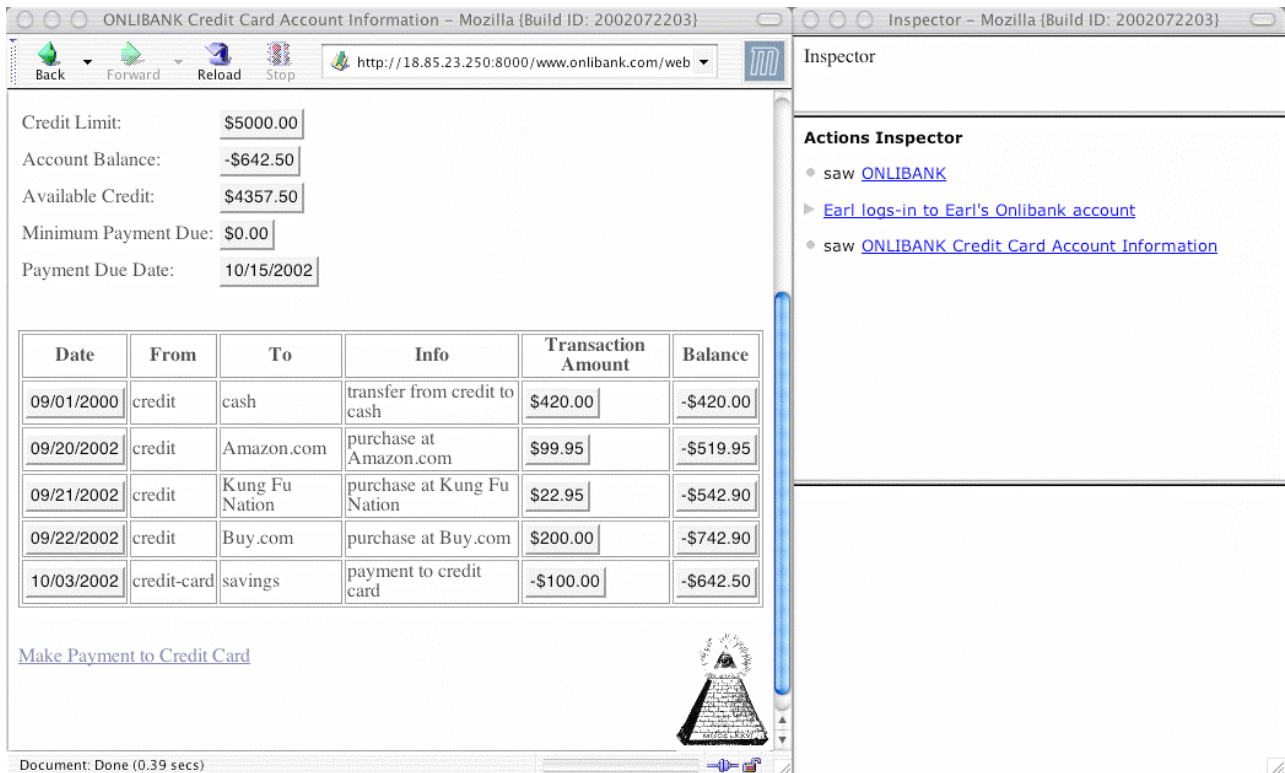 ONLIBANK Credit Card Account Information – Mozilla {Build ID: 2002072203}
Back
Forward
Reload
Stop
http://18.85.23.250:8000/www.onlibank.com/web
Credit Limit: $5000.00
Account Balance: -$642.50
Available Credit: $4357.50
Minimum Payment Due: $0.00
Payment Due Date: 10/15/2002
Date From To Info Transaction Amount Balance
09/01/2000 credit cash transfer from credit to cash $420.00 -$420.00
09/20/2002 credit Amazon.com purchase at Amazon.com $99.95 -$519.95
09/21/2002 credit Kung Fu Nation purchase at Kung Fu Nation $22.95 -$542.90
09/22/2002 credit Buy.com purchase at Buy.com $200.00 -$742.90
10/03/2002 credit-card savings payment to credit card -$100.00 -$642.50
Make Payment to Credit Card
Document: Done (0.39 secs)
Inspector – Mozilla {Build ID: 2002072203}
Inspector
Actions Inspector
saw ONLIBANK
Earl logs-in to Earl's Onlibank account
saw ONLIBANK Credit Card Account Information